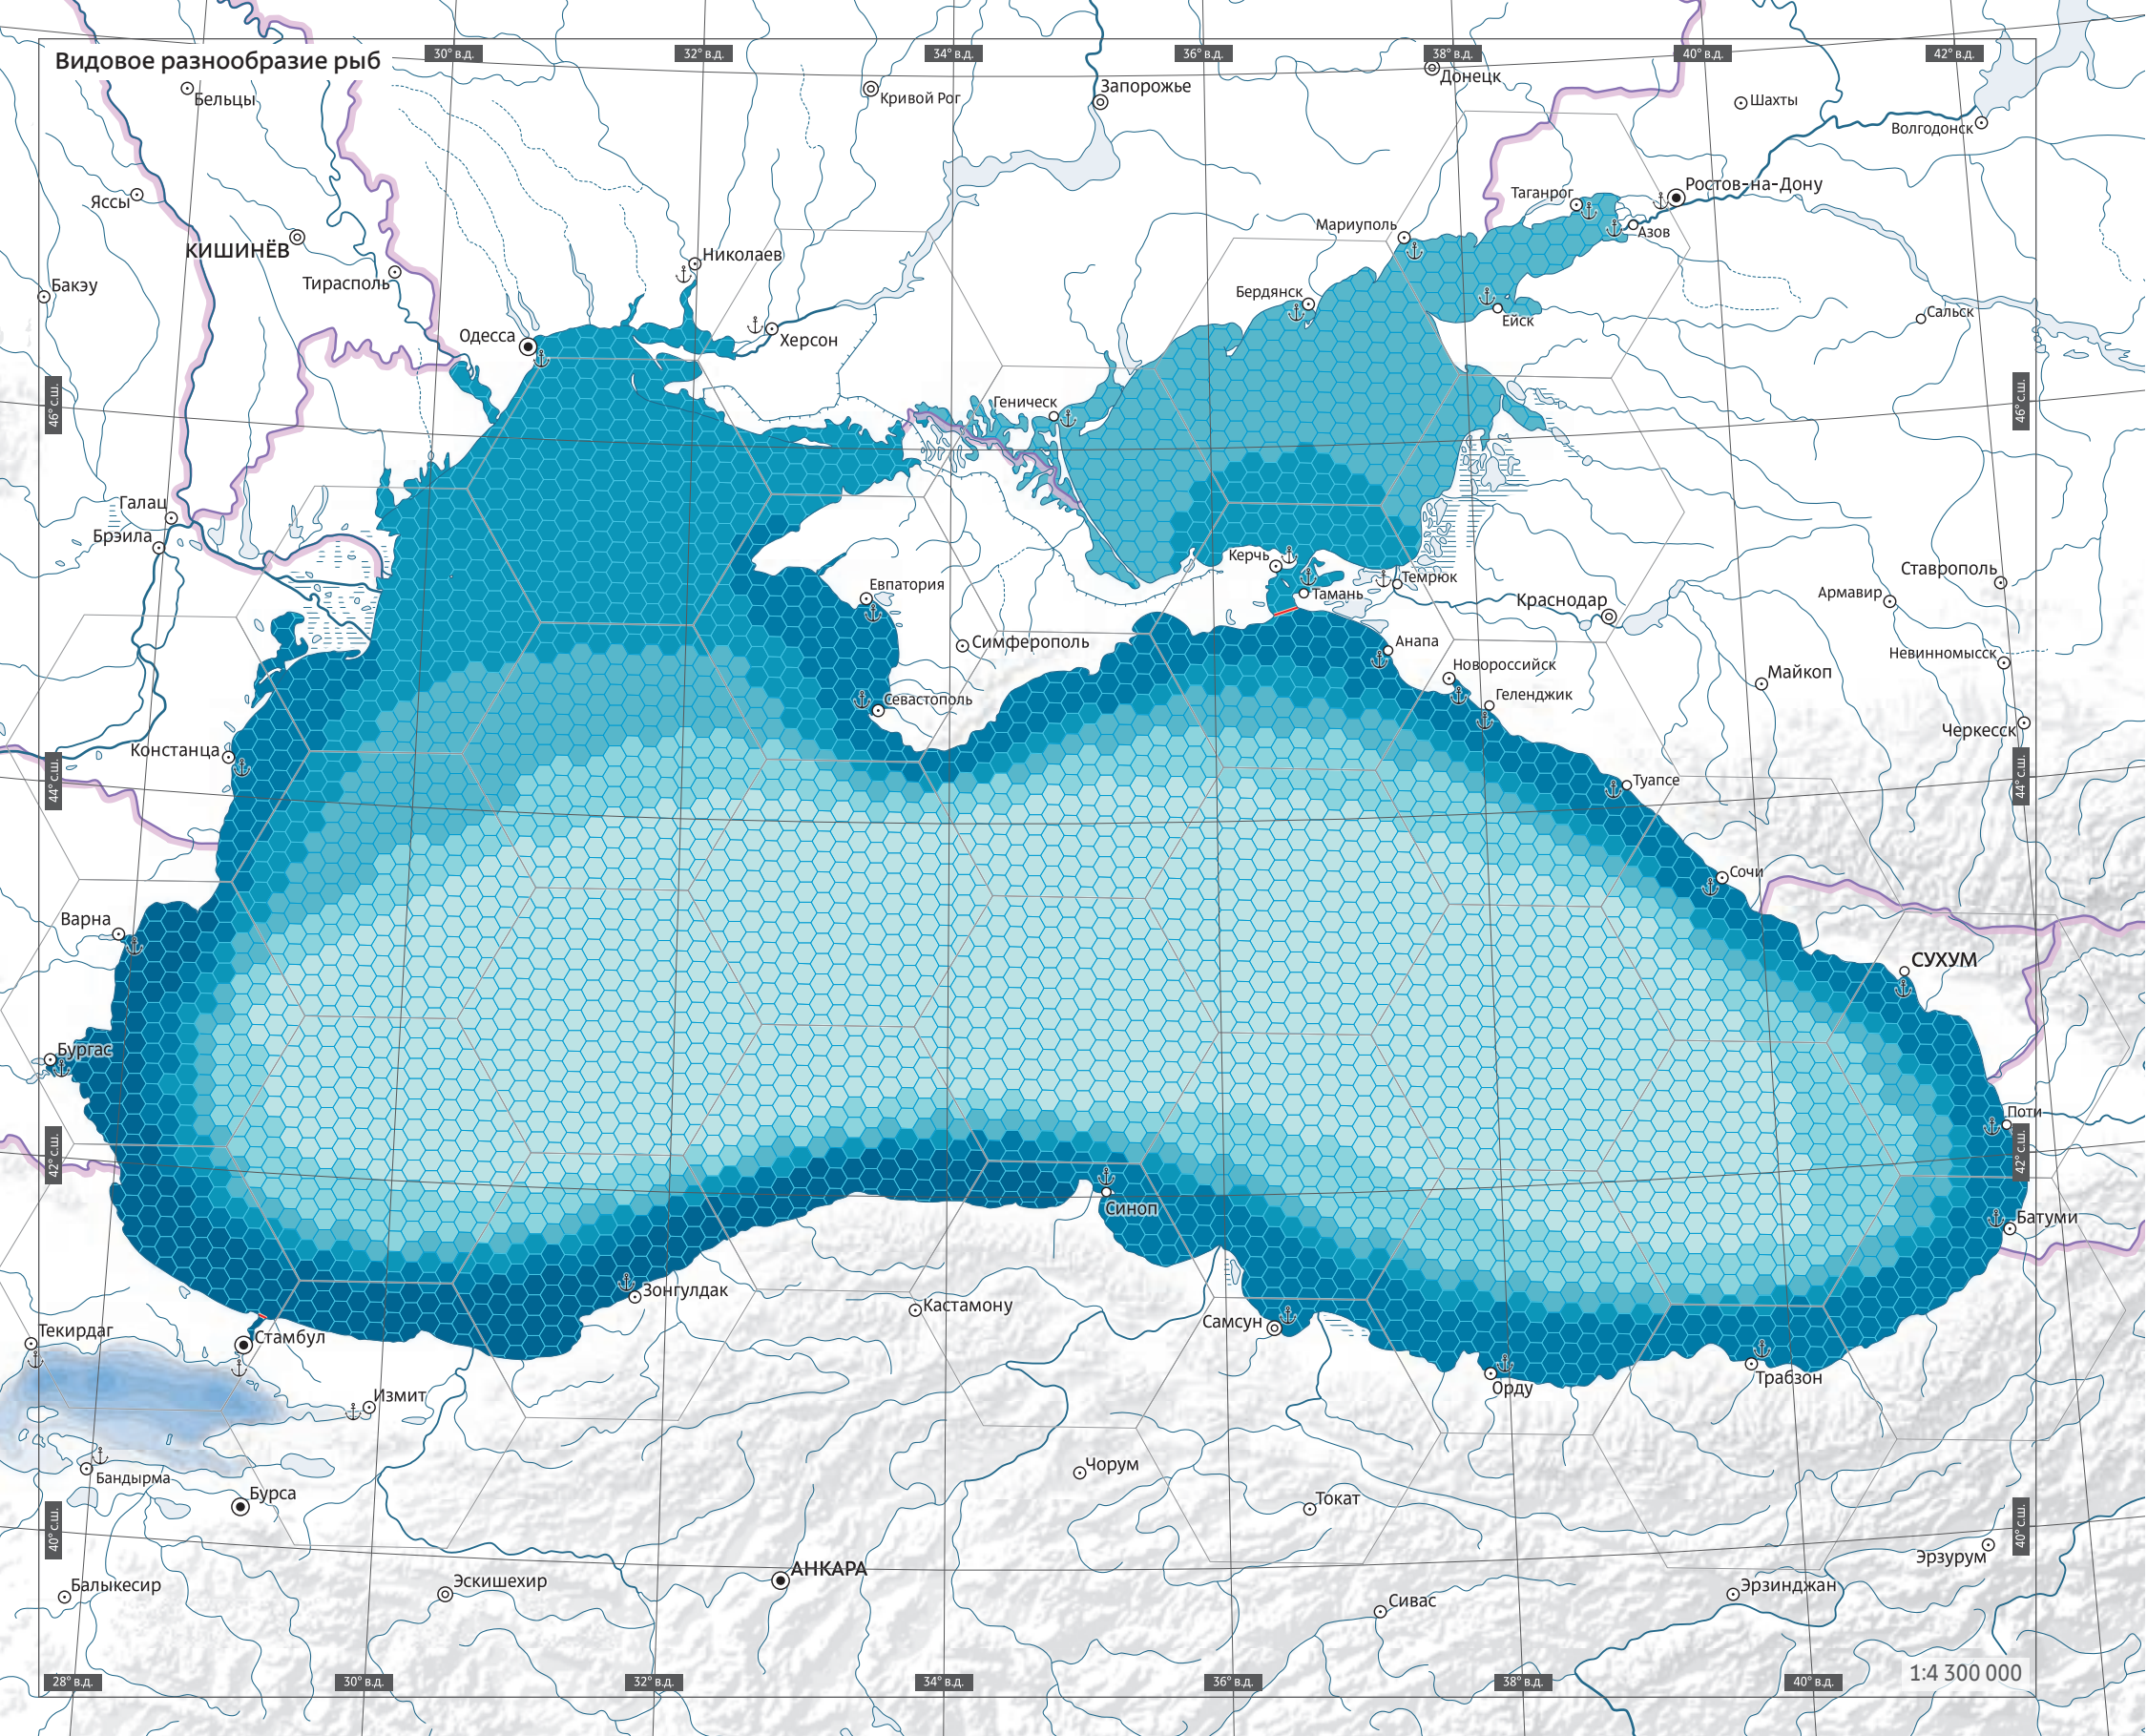 30° в.д.
32° в.д.
34° в.д.
36° в.д.
38° в.д.
40° в.д.
42° в.д.
Видовое разнообразие рыб
Бельцы
Кривой Рог
Запорожье
Донецк
Шахты
Волгодонск
Яссы
Таганрог
Ростов-на-Дону
Азов
Мариуполь
КИШИНЁВ
Тирасполь
Николаев
Бакэу
Бердянск
Ейск
Сальск
Одесса
Херсон
46° с.ш.
46° с.ш.
Геническ
Галац
Брэила
Керчь
Темрюк
Тамань
Ставрополь
Армавир
Евпатория
Краснодар
Симферополь
Анапа
Невинномысск
Новороссийск
Майкоп
Севастополь
Геленджик
Черкесск
Констанца
44° с.ш.
44° с.ш.
Туапсе
Сочи
Варна
СУХУМ
Бургас
Поти
42° с.ш.
42° с.ш.
Синоп
Батуми
Зонгулдак
Кастамону
Самсун
Текирдаг
Стамбул
Трабзон
Орду
Измит
Чорум
Бандырма
Бурса
Токат
40° с.ш.
40° с.ш.
Эрзурум
АНКАРА
Балыкесир
Эскишехир
Эрзинджан
Сивас
1:4 300 000
28° в.д.
30° в.д.
32° в.д.
34° в.д.
36° в.д.
38° в.д.
40° в.д.